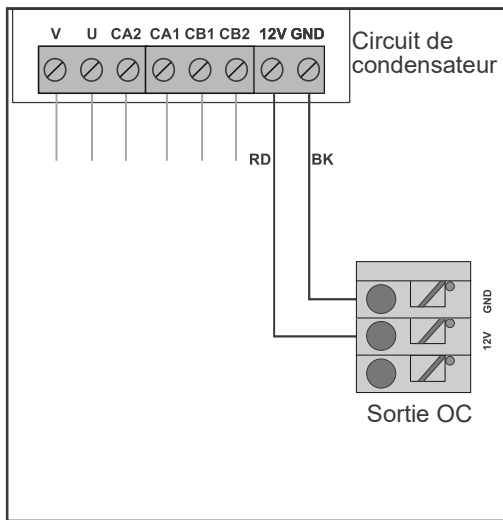 V U CA2 CA1 CB1 CB2 12V GND
Circuit de
condensateur
RD BK
GND
12V
Sortie OC